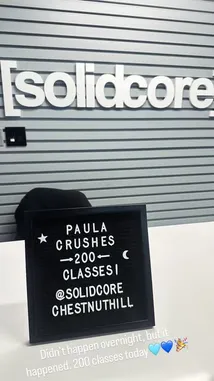 [solidcore]
PAULA
CRUSHES
→200←
CLASSES!
@SOLIDCORE
CHESTNUTHILL
Didn't happen overnight, but it
happened. 200 classes today🩵💙🎉